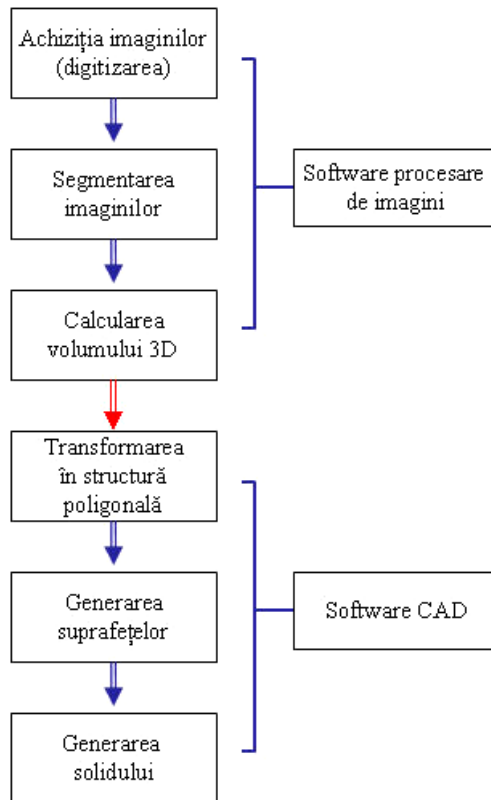 Achiziția imaginilor
(digitizarea)
Segmentarea
imaginilor
Software procesare
de imagini
Calcularea
volumului 3D
Transformarea
în structură
poligonală
Generarea
suprafețelor
Software CAD
Generarea
solidului